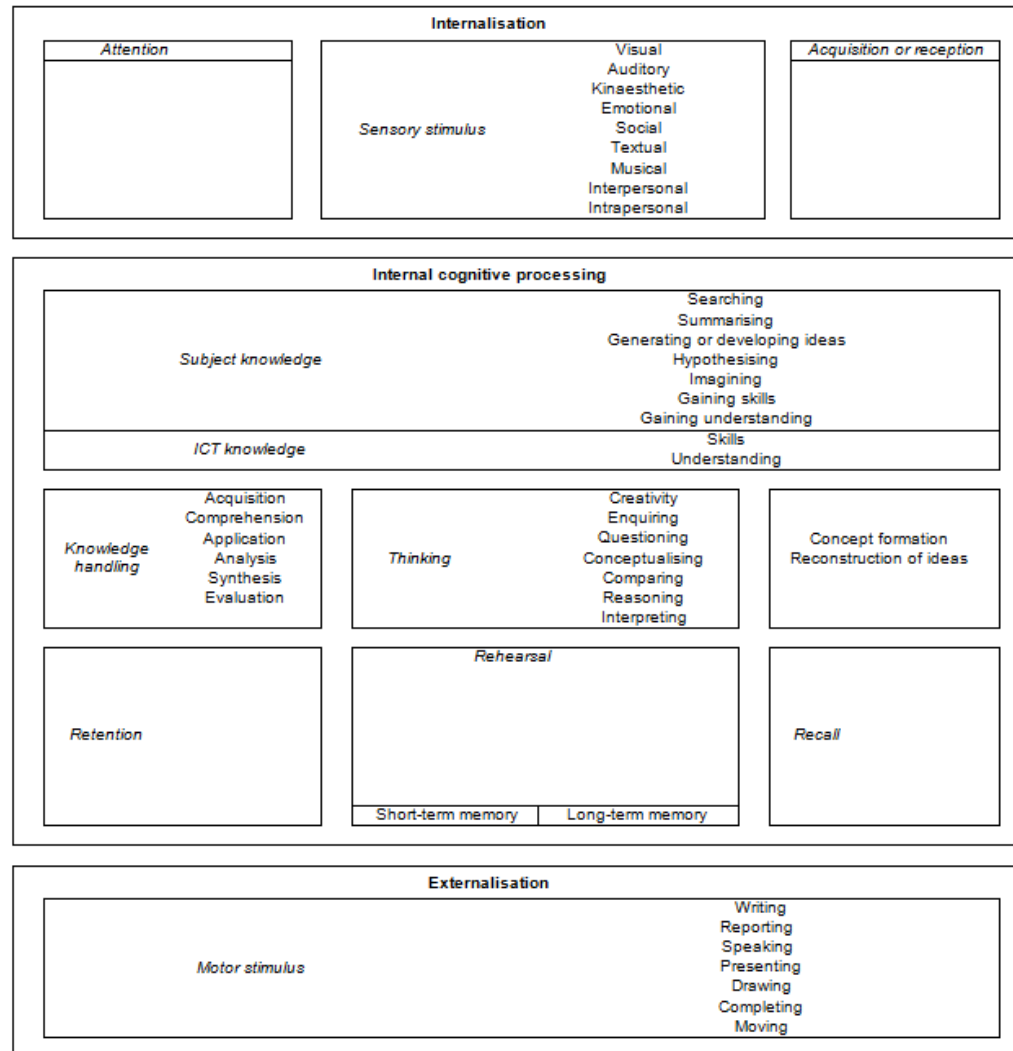 Internalisation
Attention
Sensory stimulus
Visual
Auditory
Kinaesthetic
Emotional
Social
Textual
Musical
Interpersonal
Intrapersonal
Acquisition or reception
Internal cognitive processing
Subject knowledge
Searching
Summarising
Generating or developing ideas
Hypothesising
Imagining
Gaining skills
Gaining understanding
ICT knowledge
Skills
Understanding
Knowledge
handling
Acquisition
Comprehension
Application
Analysis
Synthesis
Evaluation
Thinking
Creativity
Enquiring
Questioning
Conceptualising
Comparing
Reasoning
Interpreting
Concept formation
Reconstruction of ideas
Retention
Rehearsal
Short-term memory
Long-term memory
Recall
Externalisation
Motor stimulus
Writing
Reporting
Speaking
Presenting
Drawing
Completing
Moving